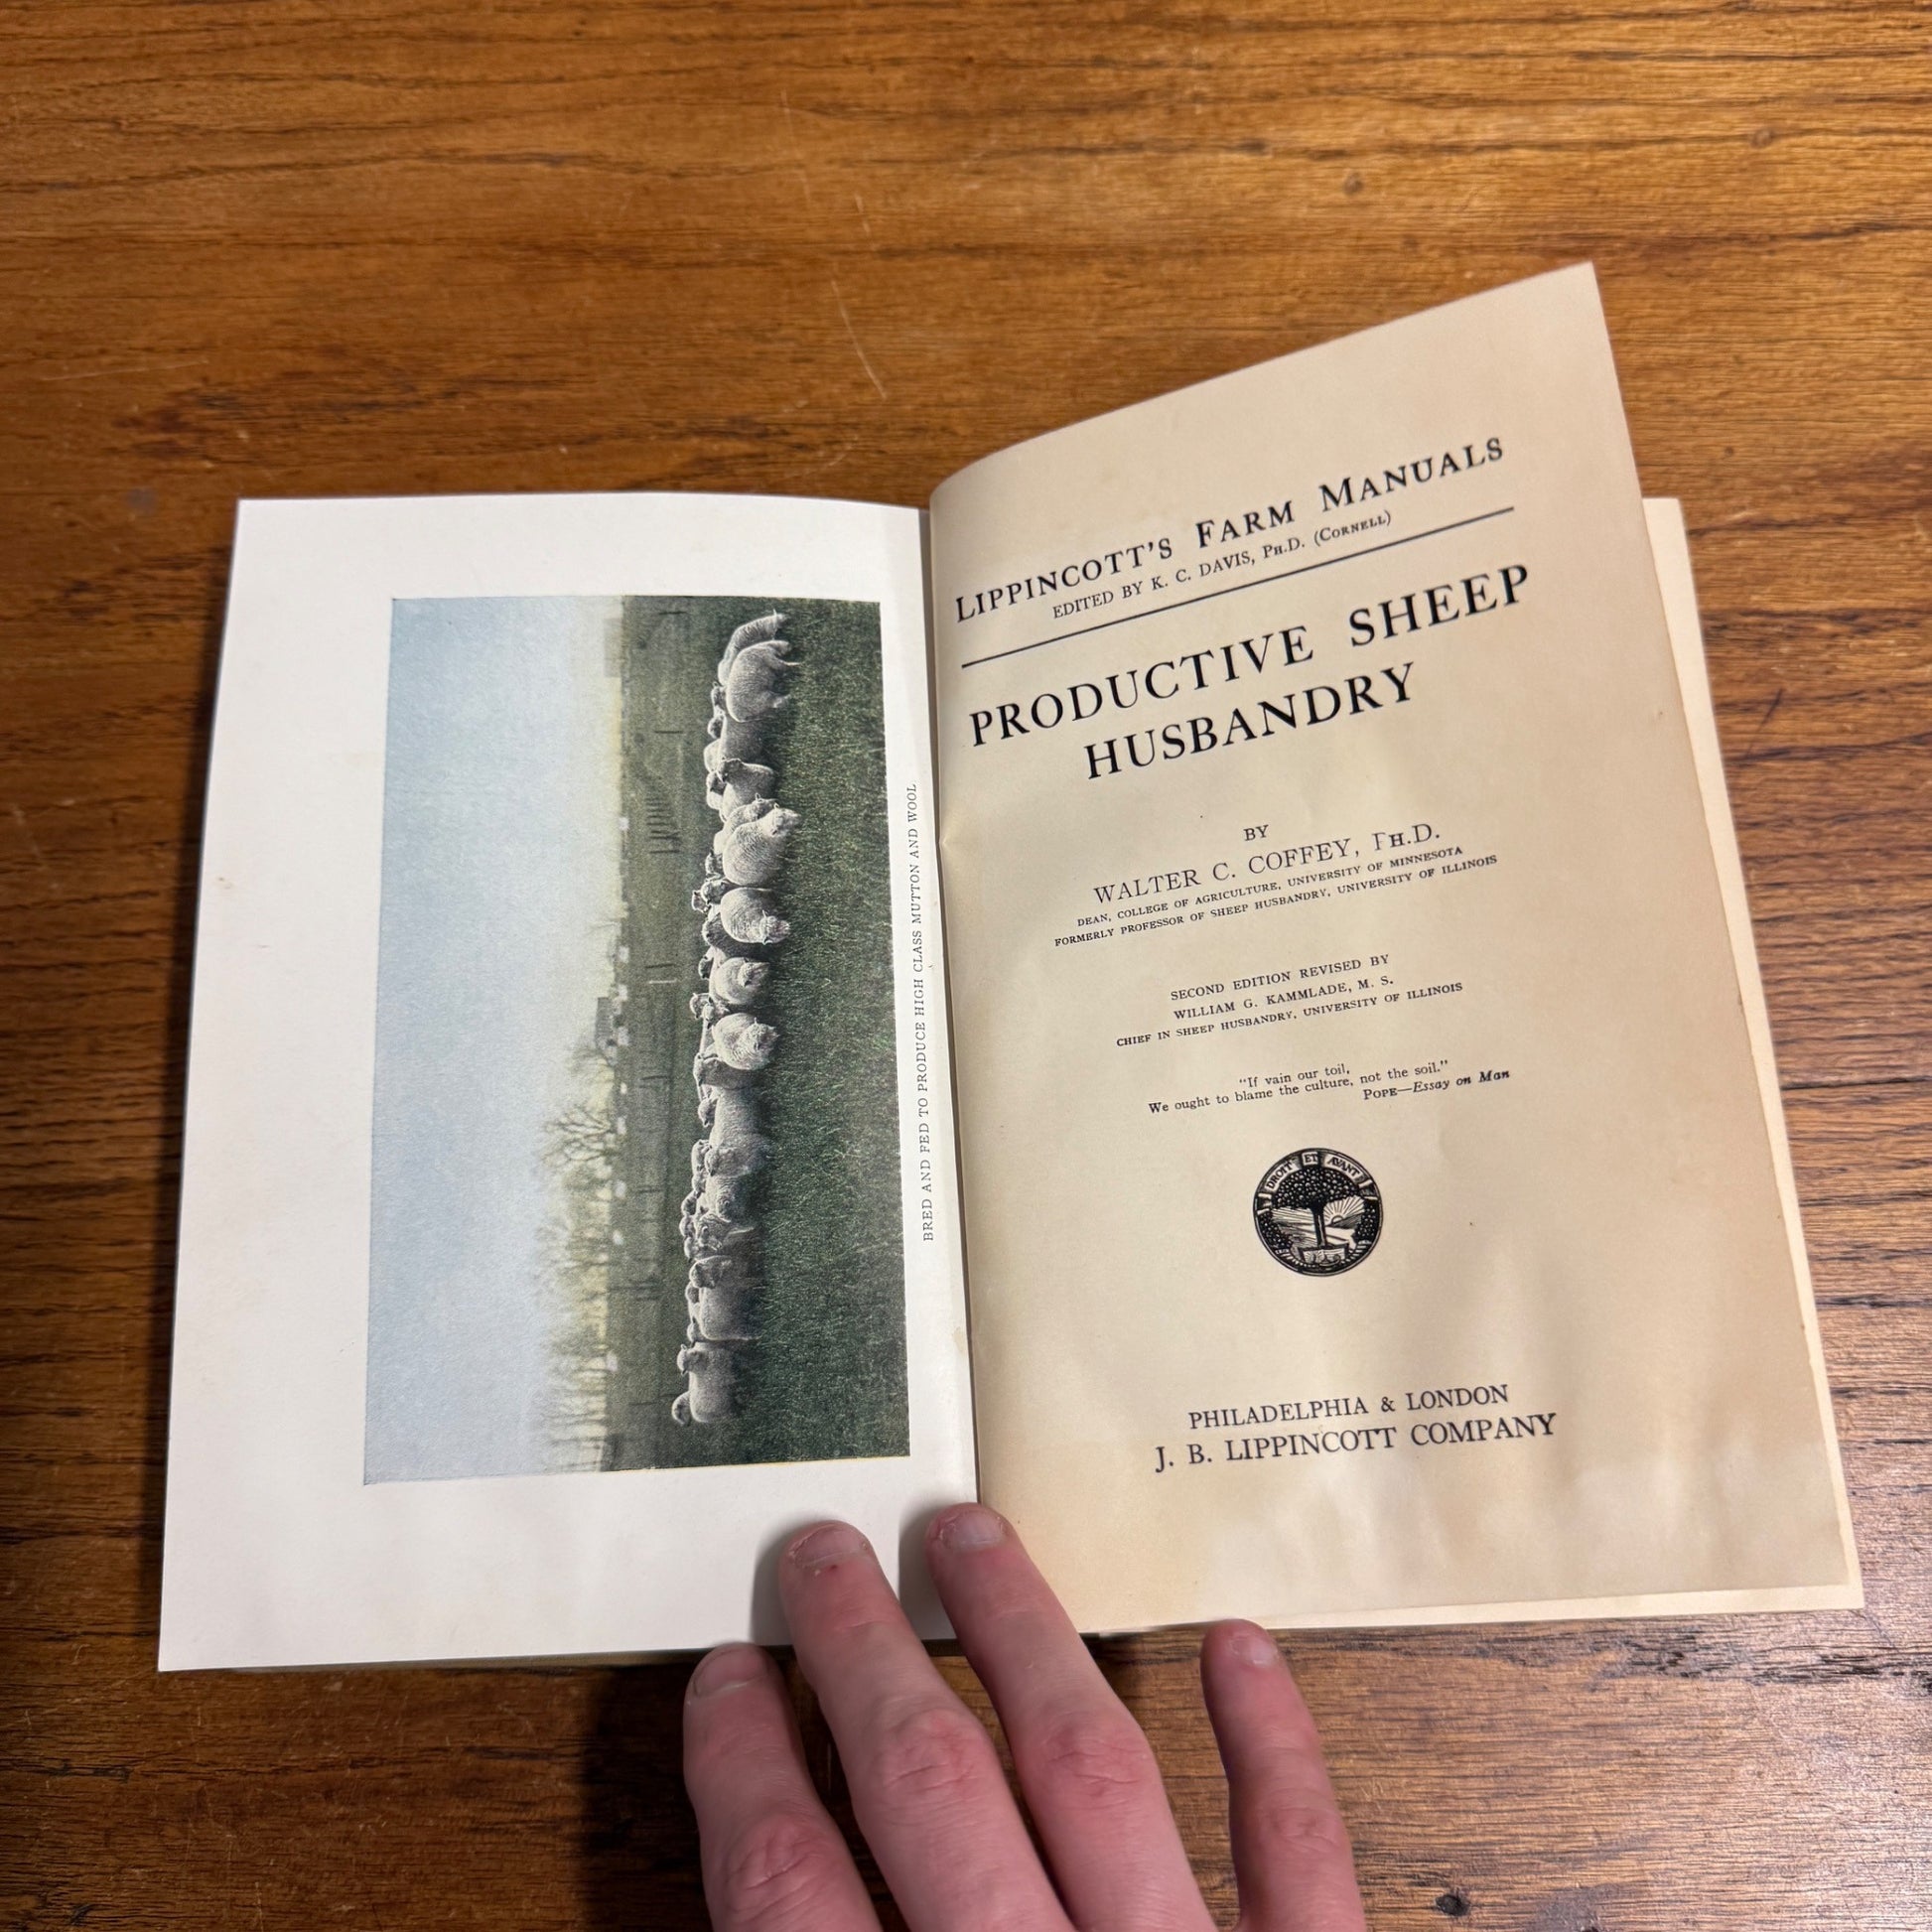 BRED AND FED TO PRODUCE HIGH CLASS MUTTON AND WOOL
LIPPINCOTT'S FARM MANUALS
EDITED BY K. C. DAVIS, PH.D. (CORNELL)
PRODUCTIVE SHEEP
HUSBANDRY
BY
WALTER C. COFFEY, PH.D.
DEAN, COLLEGE OF AGRICULTURE, UNIVERSITY OF MINNESOTA
FORMERLY PROFESSOR OF SHEEP HUSBANDRY, UNIVERSITY OF ILLINOIS
SECOND EDITION REVISED BY
WILLIAM G. KAMMLADE, M. S.
CHIEF IN SHEEP HUSBANDRY, UNIVERSITY OF ILLINOIS
"If vain our toil,
We ought to blame the culture, not the soil."
POPE—Essay on Man
DROIT ET AVANT
PHILADELPHIA & LONDON
J. B. LIPPINCOTT COMPANY